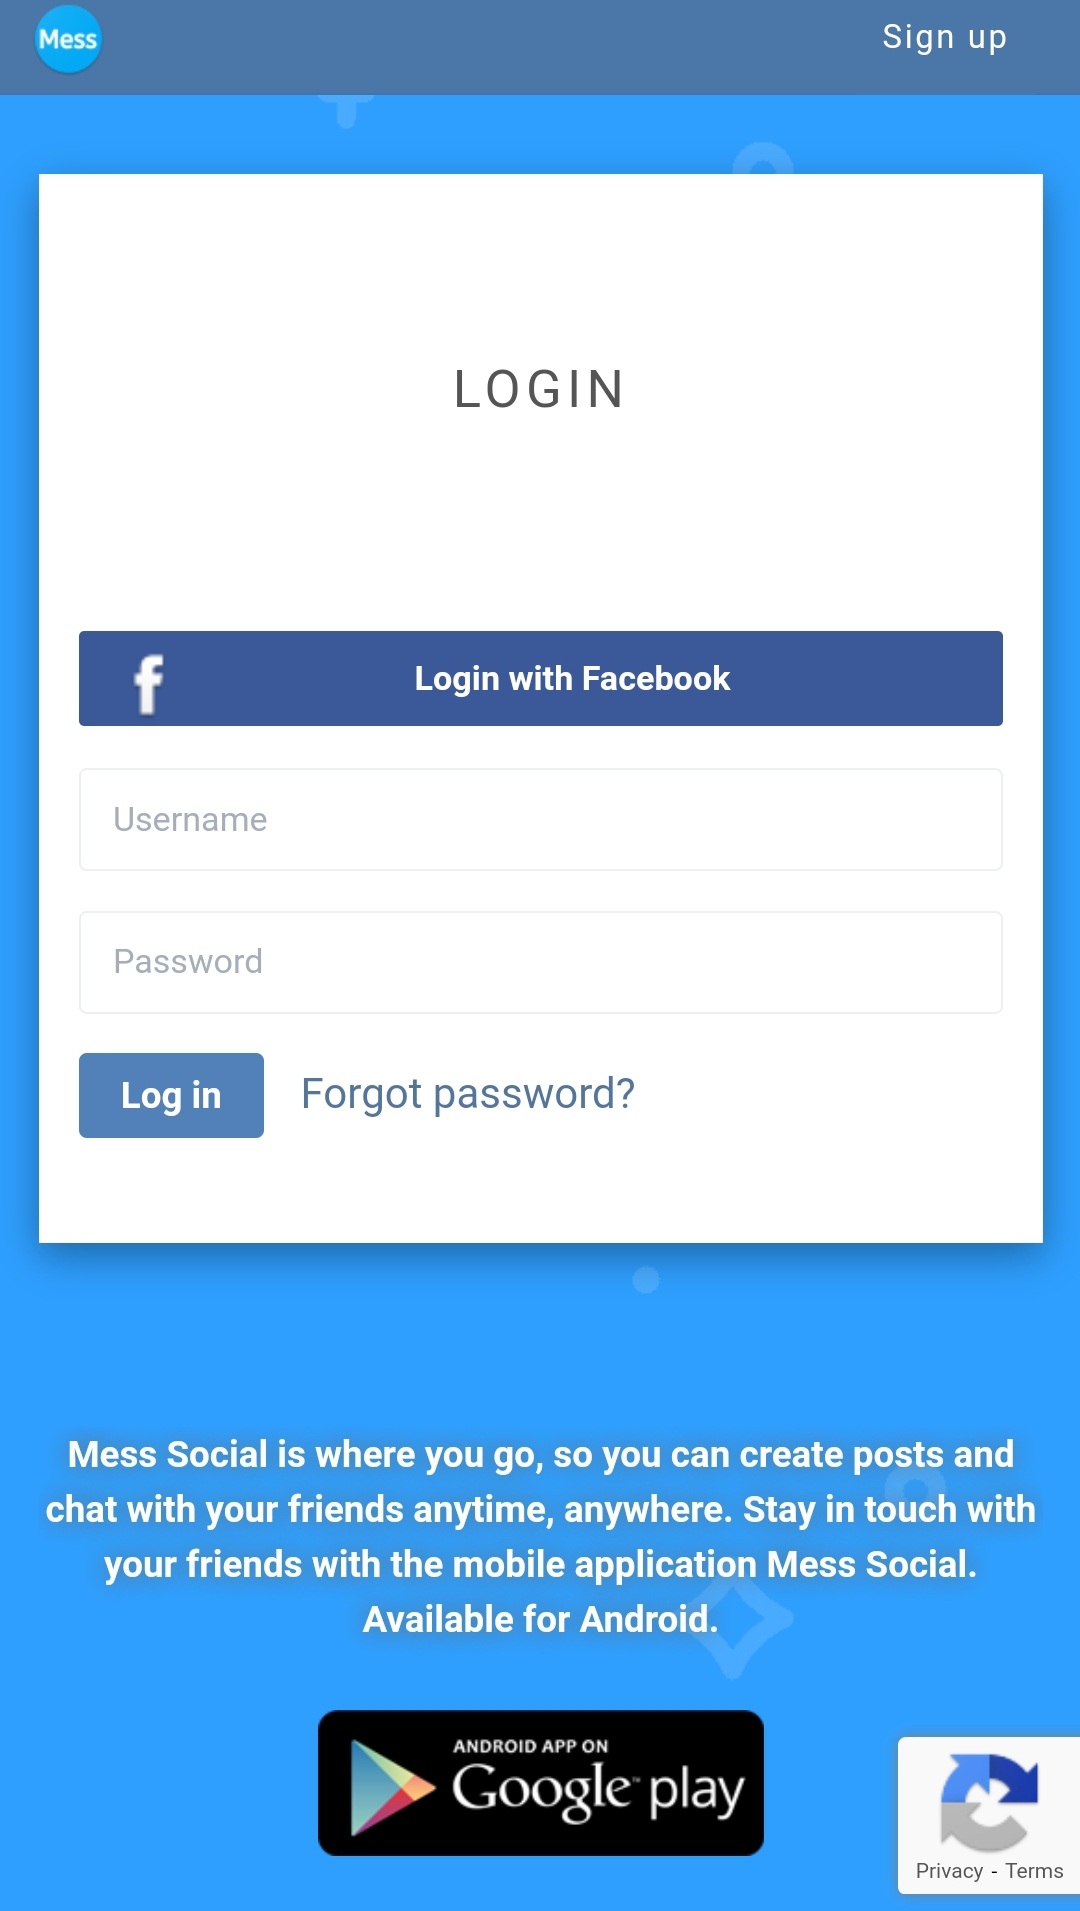 Mess
Sign up
LOGIN
Login with Facebook
Username
Password
Log in
Forgot password?
Mess Social is where you go, so you can create posts and
chat with your friends anytime, anywhere. Stay in touch with
your friends with the mobile application Mess Social.
Available for Android.
ANDROID APP ON
Google™ play
Privacy - Terms